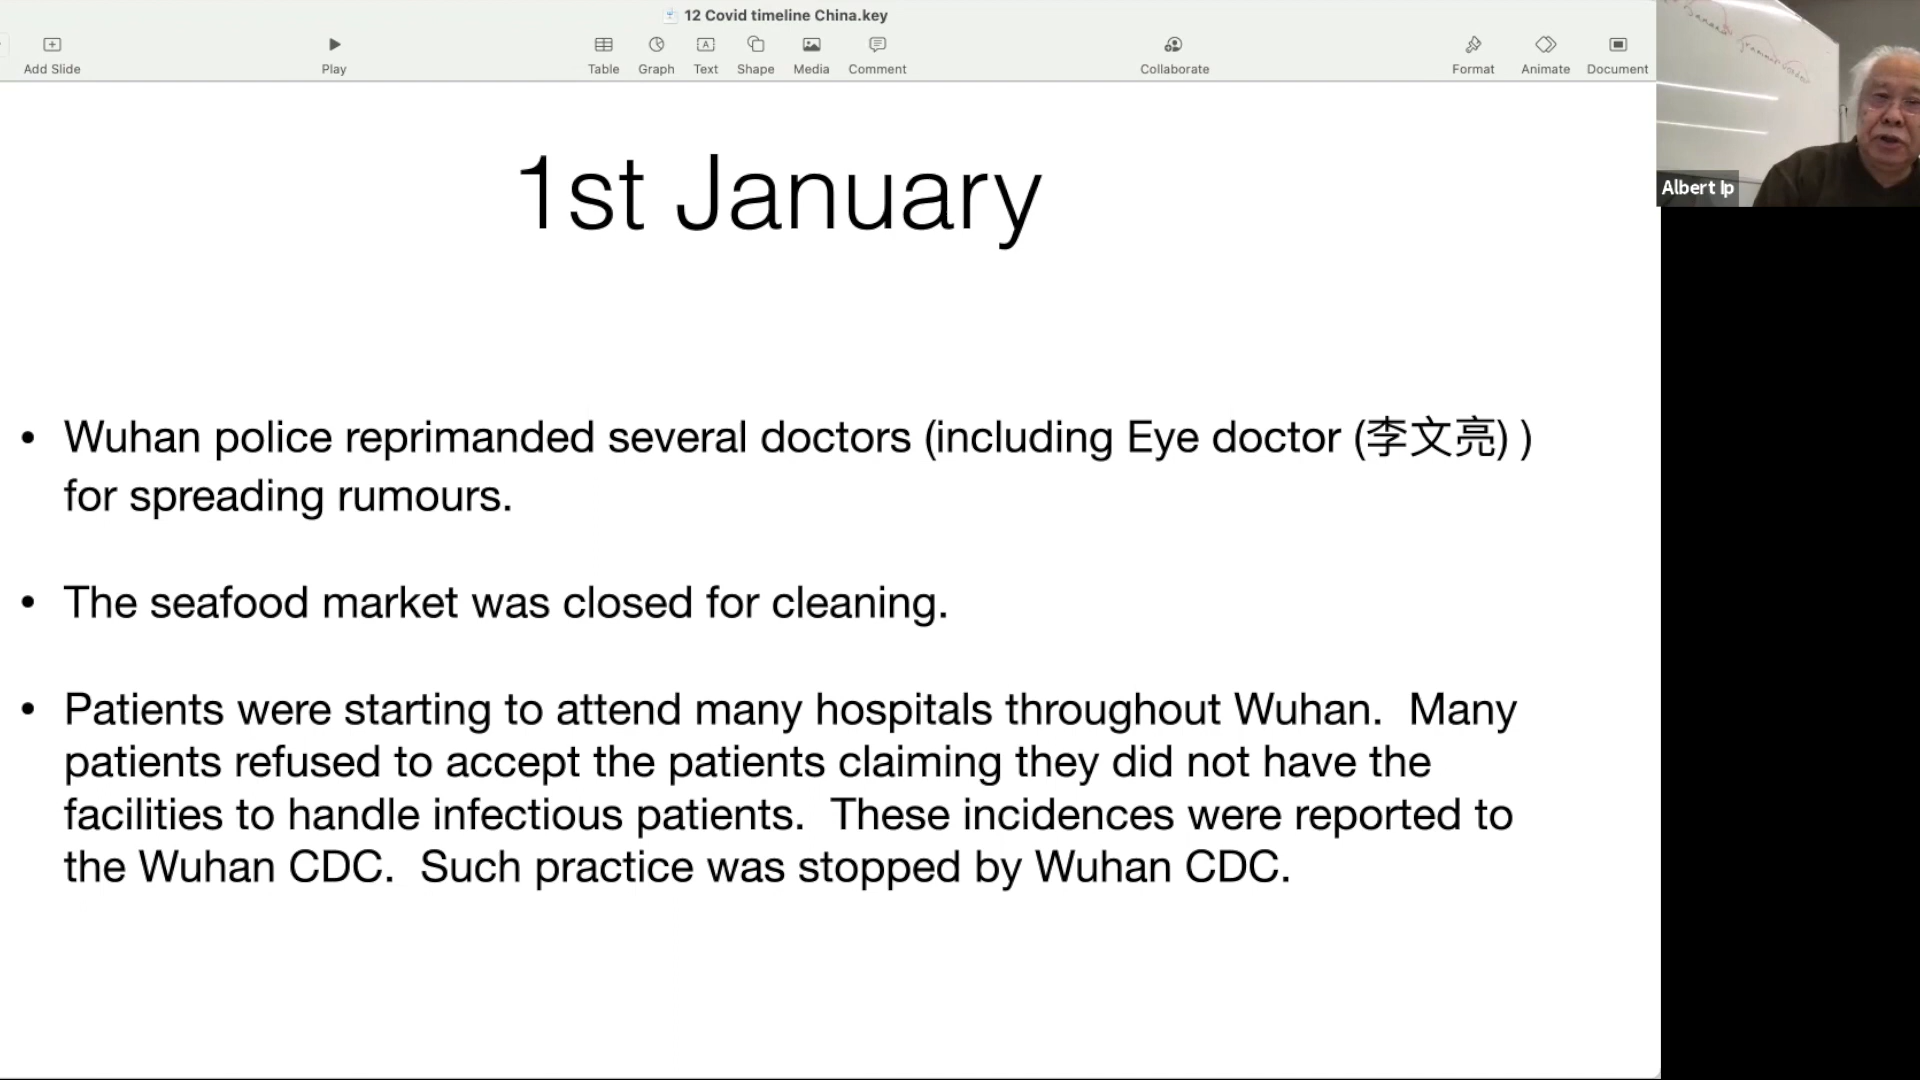 12 Covid timeline China.key
Add Slide
Play
Table
Graph
Text
Shape
Media
Comment
Collaborate
Format
Animate
Document
Albert Ip
1st January
• Wuhan police reprimanded several doctors (including Eye doctor (李文亮) )
for spreading rumours.
• The seafood market was closed for cleaning.
• Patients were starting to attend many hospitals throughout Wuhan.  Many
patients refused to accept the patients claiming they did not have the
facilities to handle infectious patients.  These incidences were reported to
the Wuhan CDC.  Such practice was stopped by Wuhan CDC.